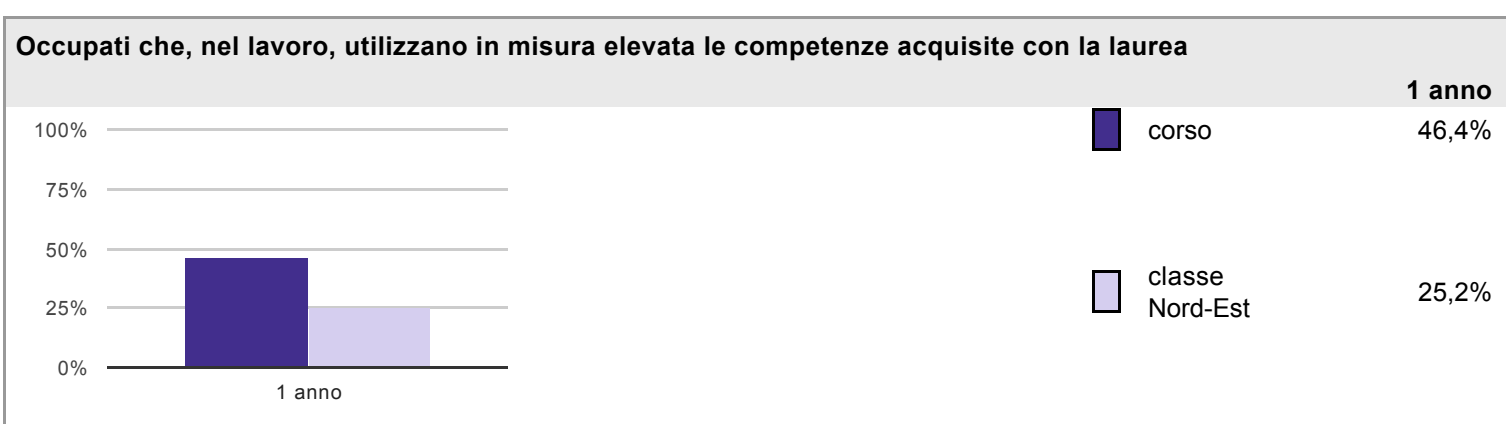 Occupati che, nel lavoro, utilizzano in misura elevata le competenze acquisite con la laurea
1 anno
100%
75%
50%
25%
0%
1 anno
corso 46,4%
classe
Nord-Est 25,2%